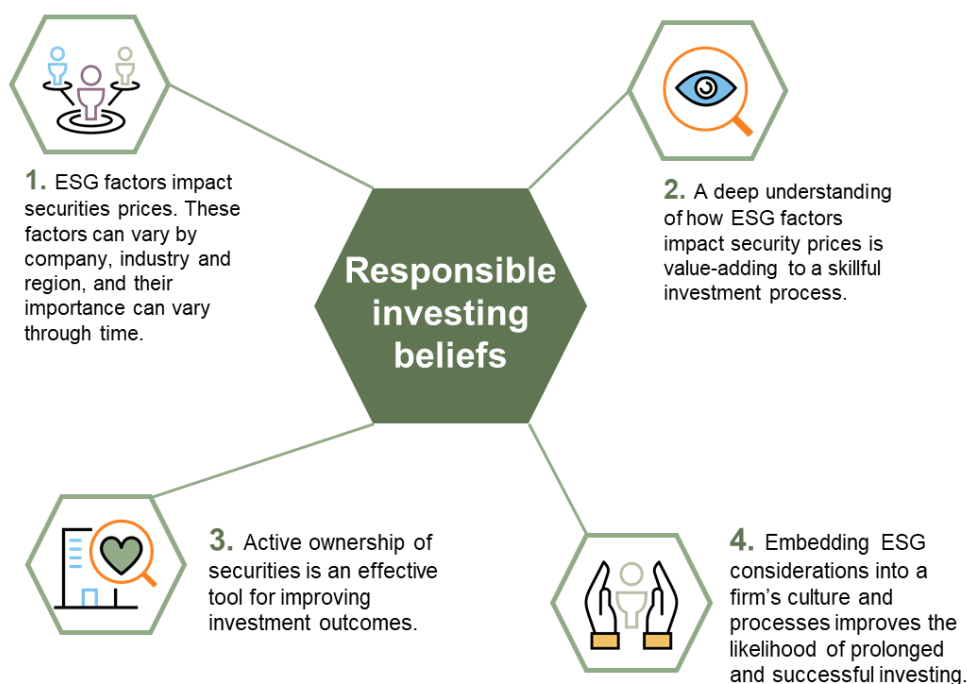 1. ESG factors impact
securities prices. These
factors can vary by
company, industry and
region, and their
importance can vary
through time.
2. A deep understanding
of how ESG factors
impact security prices is
value-adding to a skillful
investment process.
Responsible
investing
beliefs
3. Active ownership of
securities is an effective
tool for improving
investment outcomes.
4. Embedding ESG
considerations into a
firm's culture and
processes improves the
likelihood of prolonged
and successful investing.